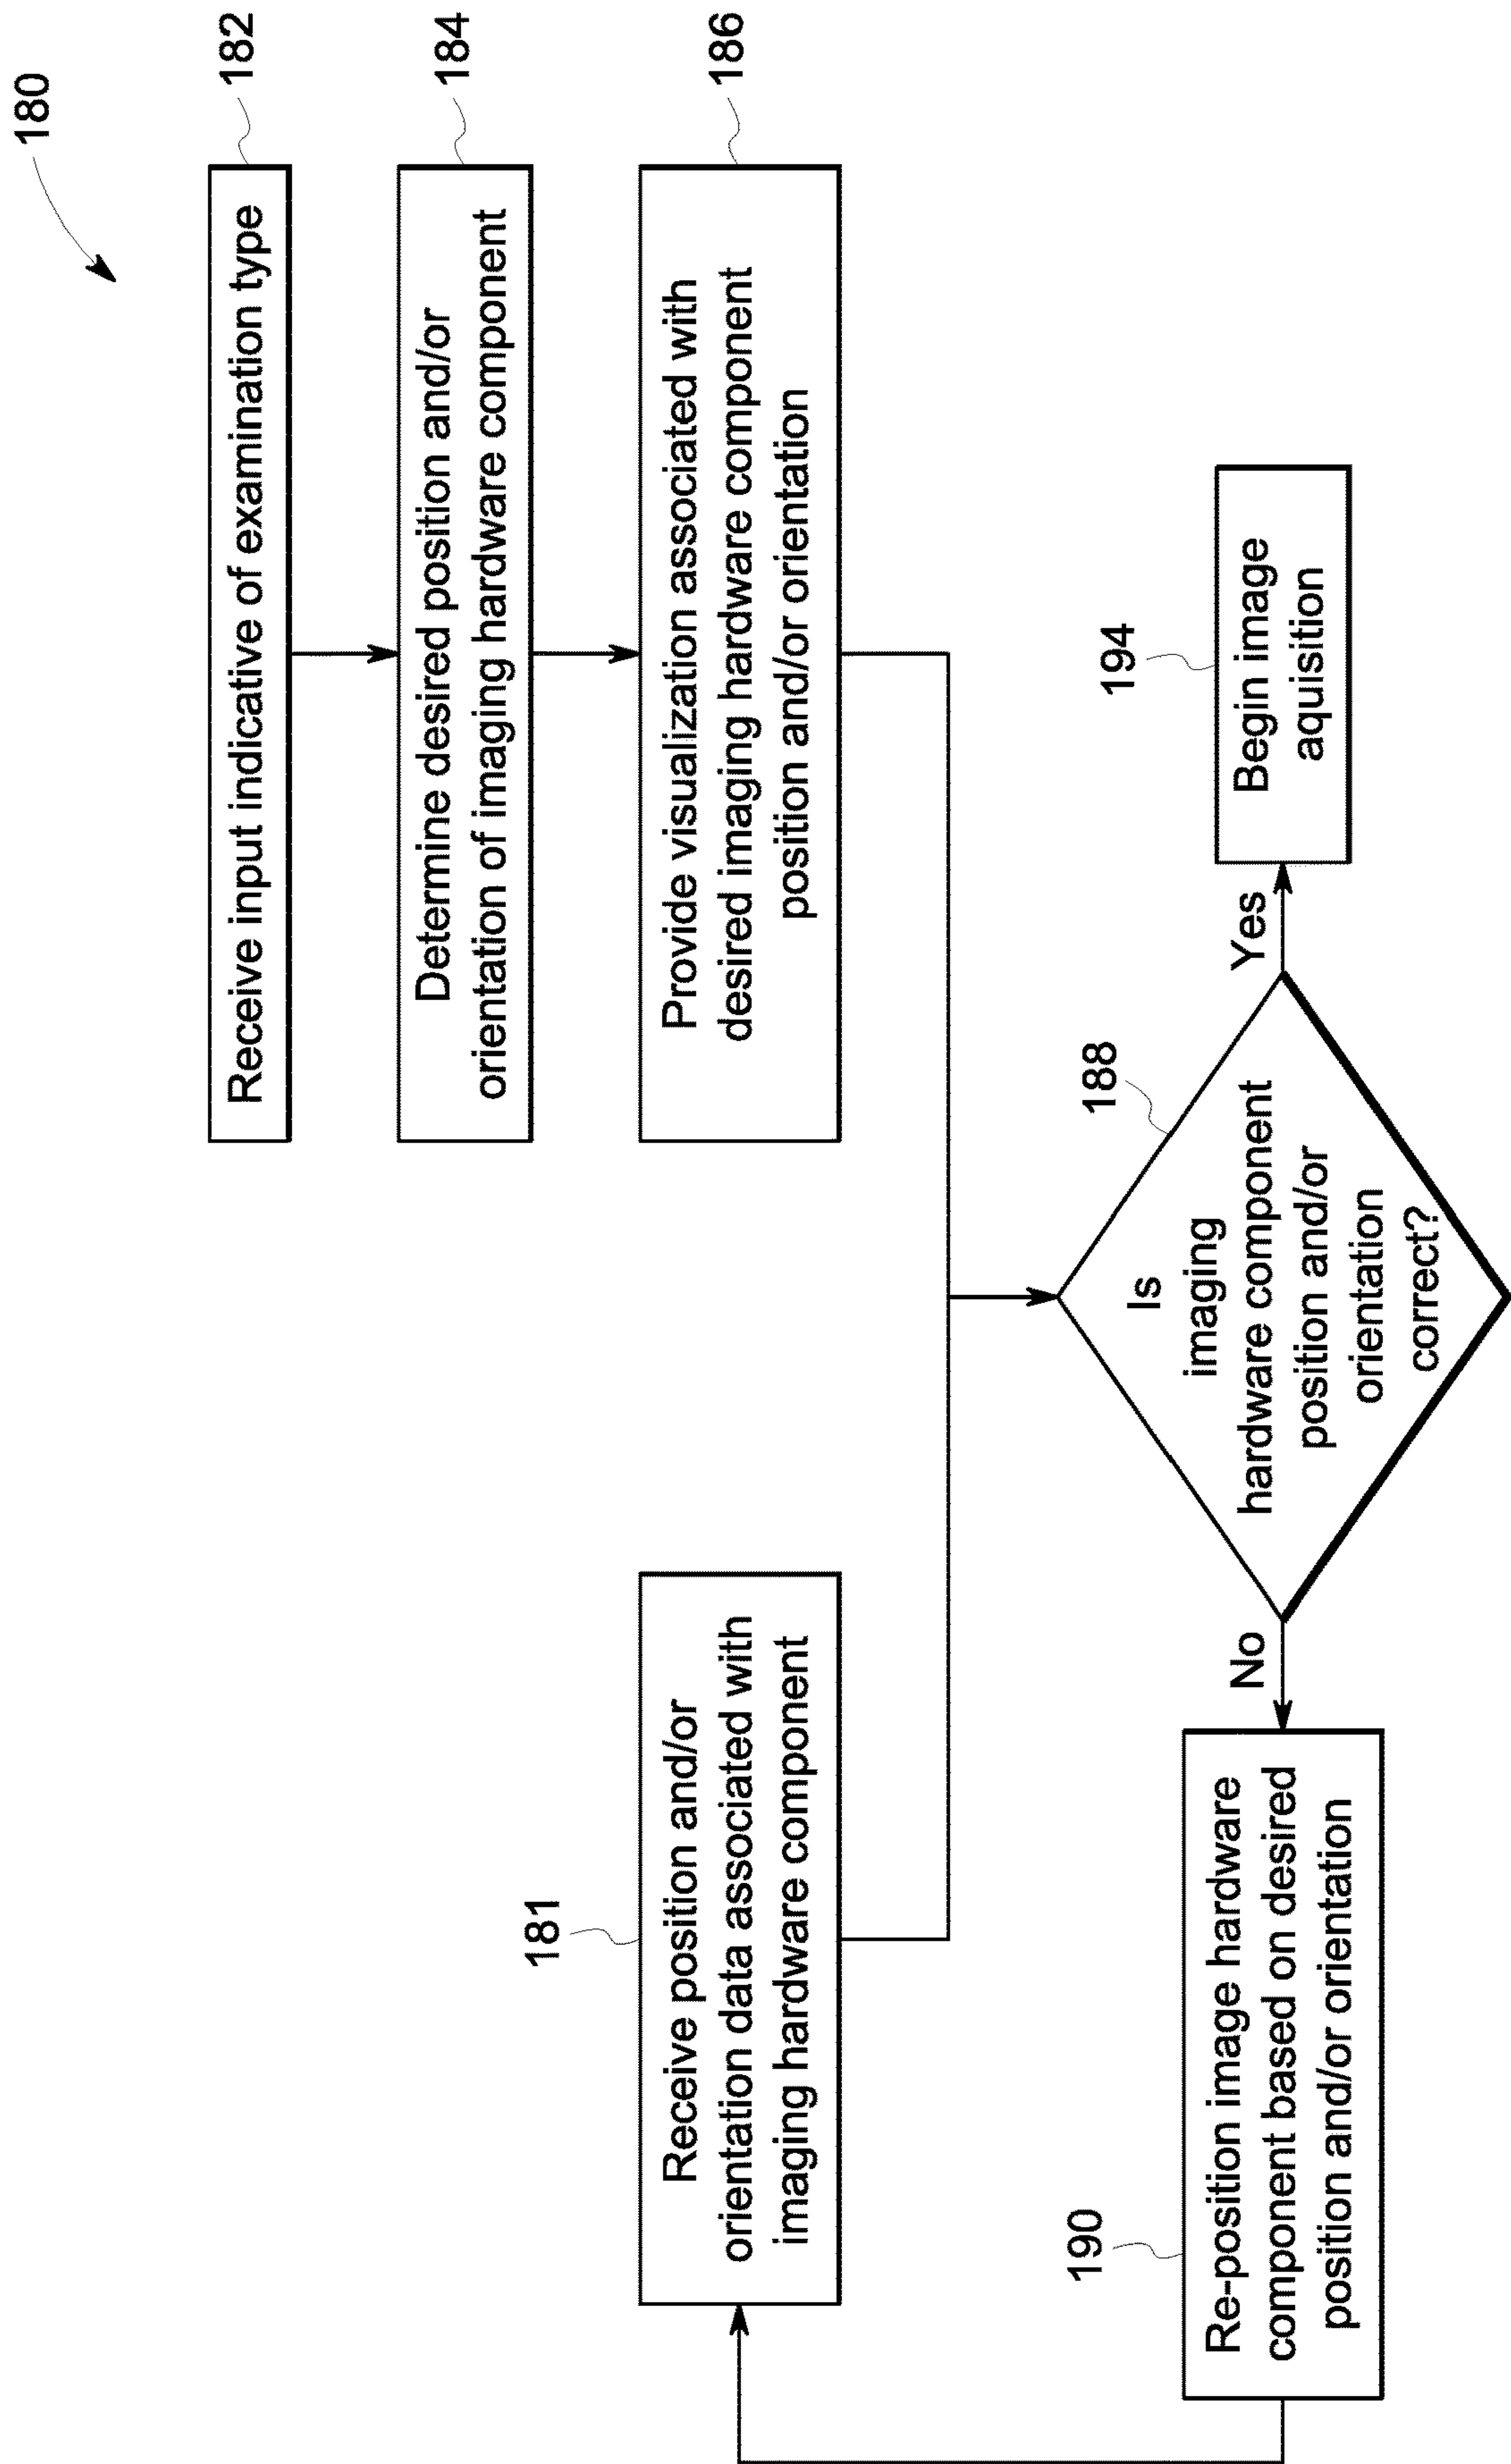 180
Receive input indicative of examination type
182
Determine desired position and/or
orientation of imaging hardware component
184
181
Receive position and/or
orientation data associated with
imaging hardware component
Provide visualization associated with
desired imaging hardware component
position and/or orientation
186
188
Is
imaging
hardware component
position and/or
orientation
correct?
No
Yes
190
Re-position image hardware
component based on desired
position and/or orientation
194
Begin image
aquisition